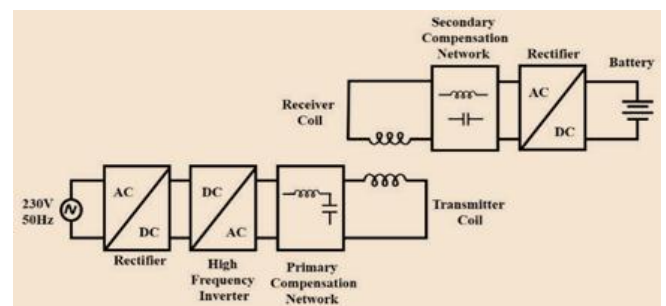 Secondary
Compensation
Network
Rectifier
Battery
Receiver
Coil
AC
DC
230V
50Hz
AC
DC
DC
AC
Transmitter
Coil
Rectifier
High
Frequency
Inverter
Primary
Compensation
Network